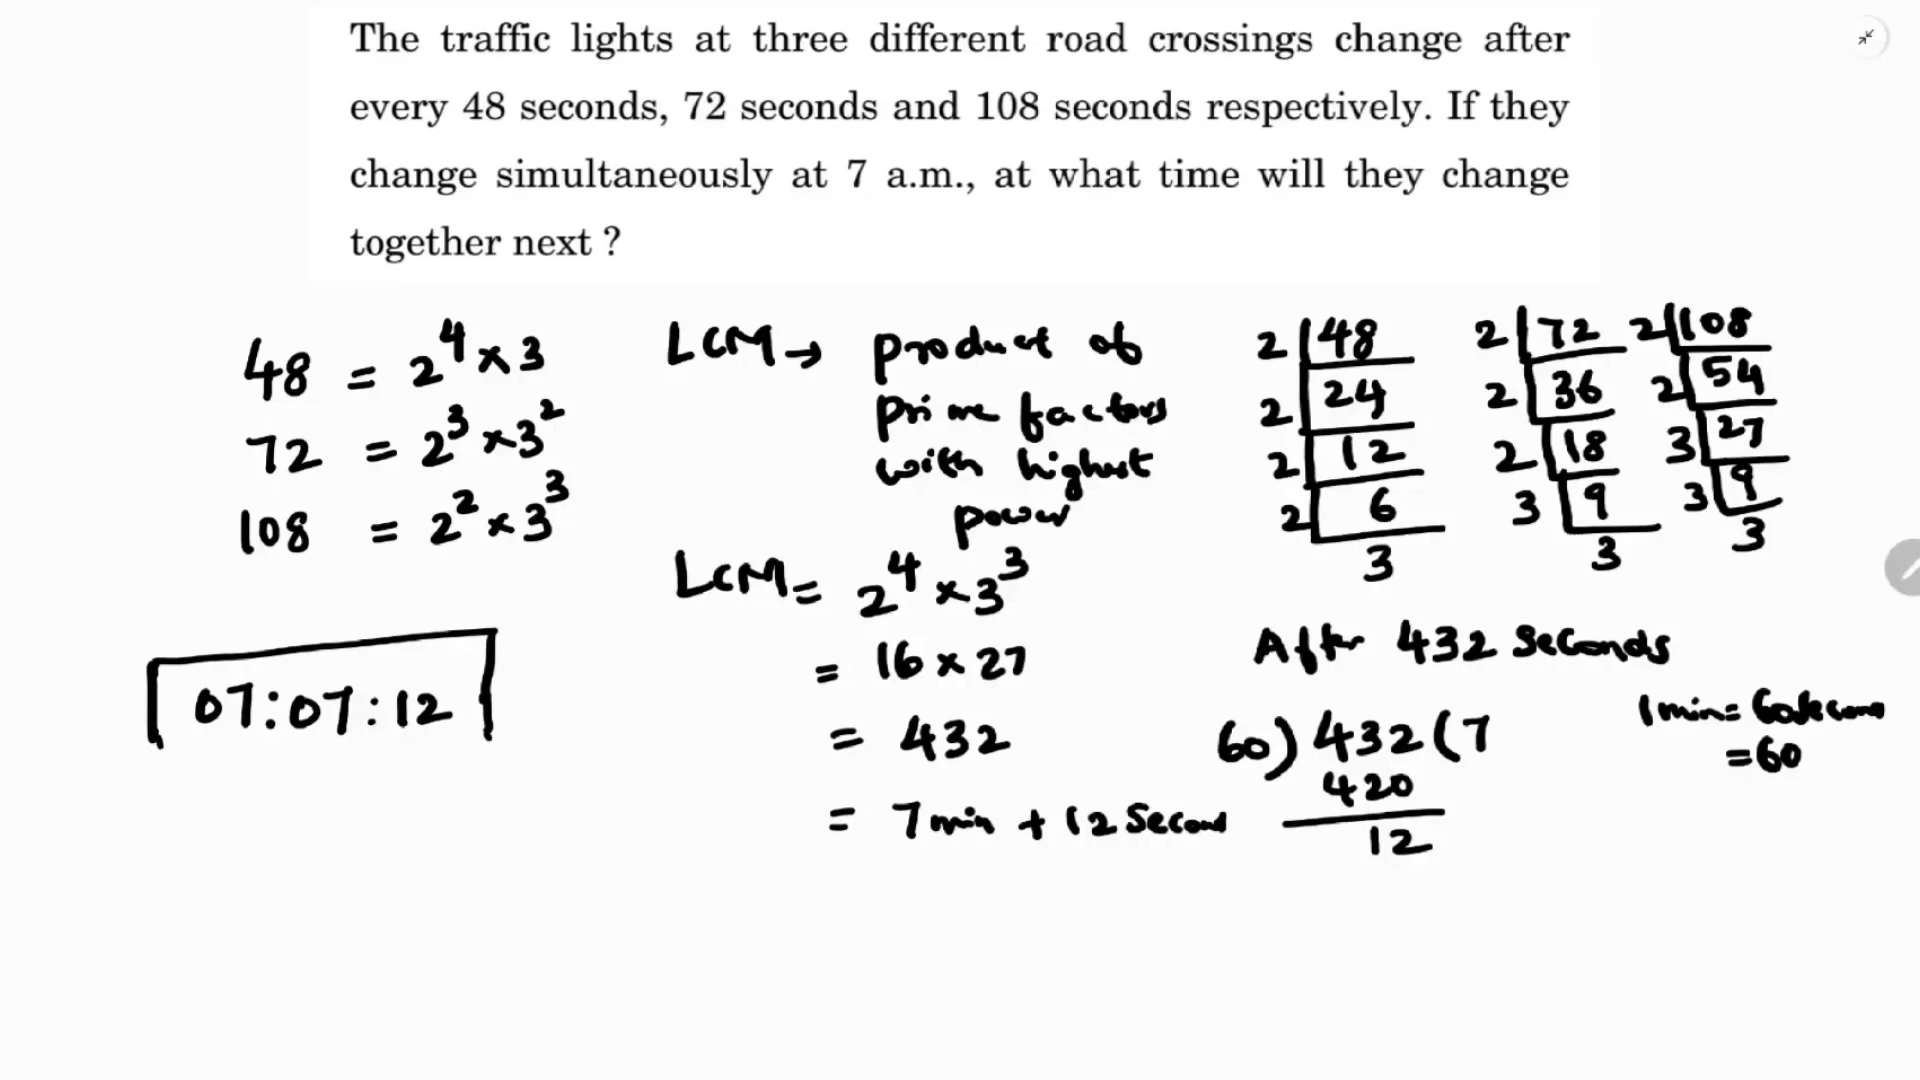 The traffic lights at three different road crossings change after
every 48 seconds, 72 seconds and 108 seconds respectively. If they
change simultaneously at 7 a.m., at what time will they change
together next ?
48 = 2⁴ × 3
72 = 2³ × 3²
108 = 2² × 3³
07:07:12
LCM → product of
prime factors
with highest
power
LCM = 2⁴ × 3³
= 16 × 27
= 432
= 7 min + 12 Second
2 | 48
2 | 24
2 | 12
2 | 6
3
2 | 72
2 | 36
2 | 18
3 | 9
3
2 | 108
2 | 54
3 | 27
3 | 9
3
After 432 Seconds
60) 432 (7
420
12
1 min = 60 Seconds
= 60